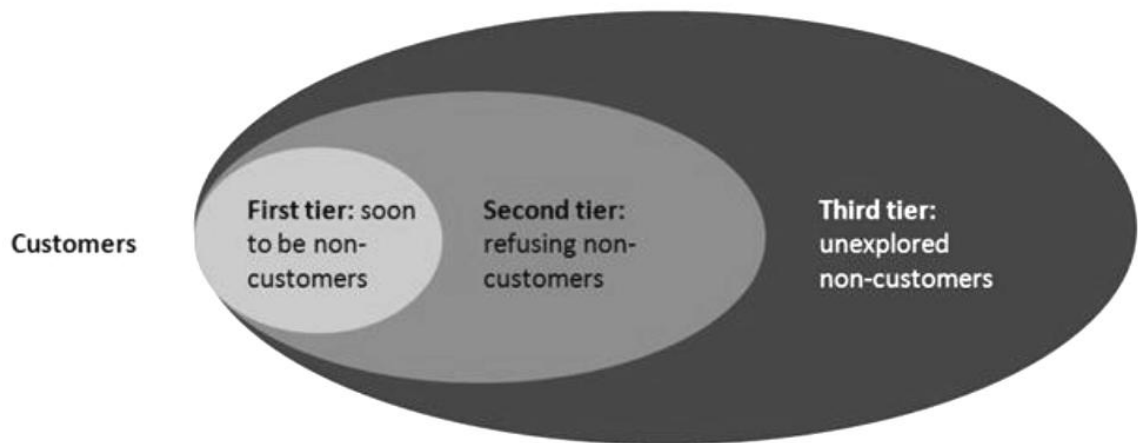 Customers
First tier: soon
to be non-
customers
Second tier:
refusing non-
customers
Third tier:
unexplored
non-customers